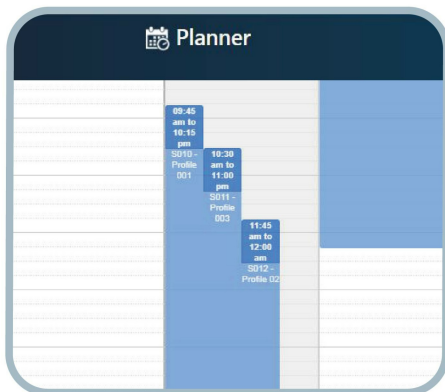 Planner
09:45
am to
10:15
pm
S010 -
Profile
001
10:30
am to
11:00
pm
S011 -
Profile
003
11:45
am to
12:00
am
S012 -
Profile 02